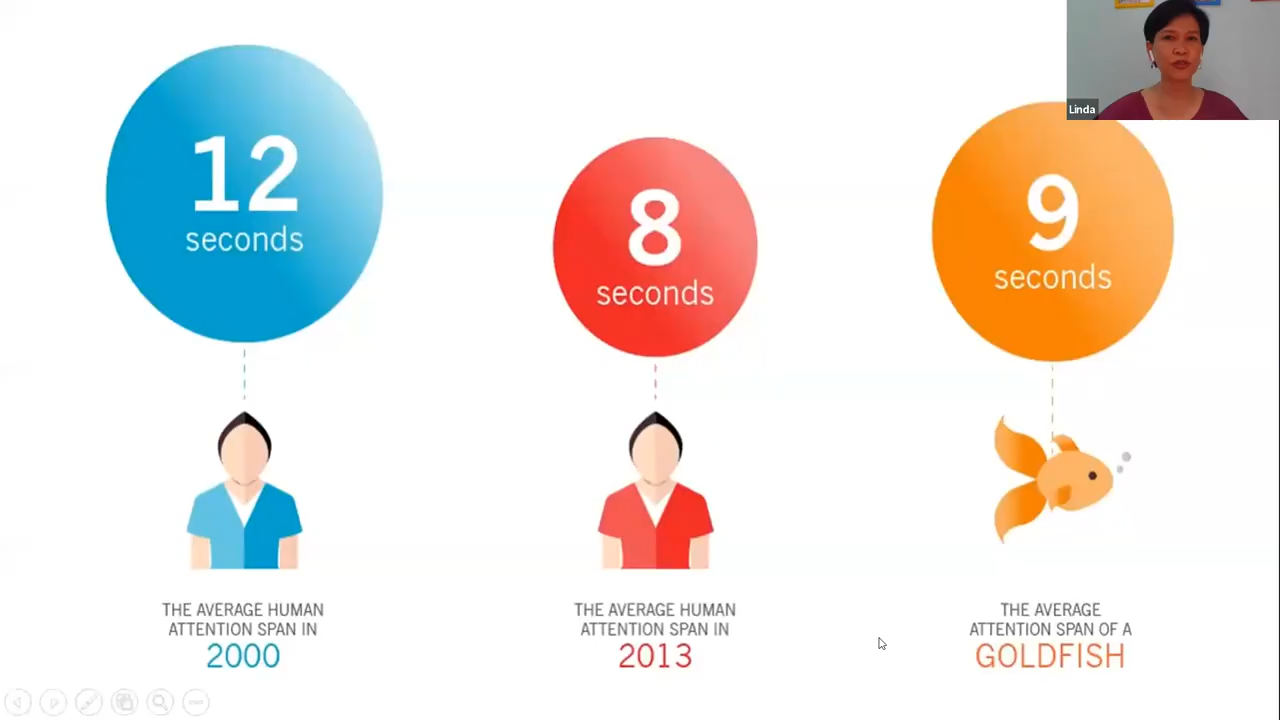 12
seconds
THE AVERAGE HUMAN
ATTENTION SPAN IN
2000
8
seconds
THE AVERAGE HUMAN
ATTENTION SPAN IN
2013
9
seconds
THE AVERAGE
ATTENTION SPAN OF A
GOLDFISH
Linda